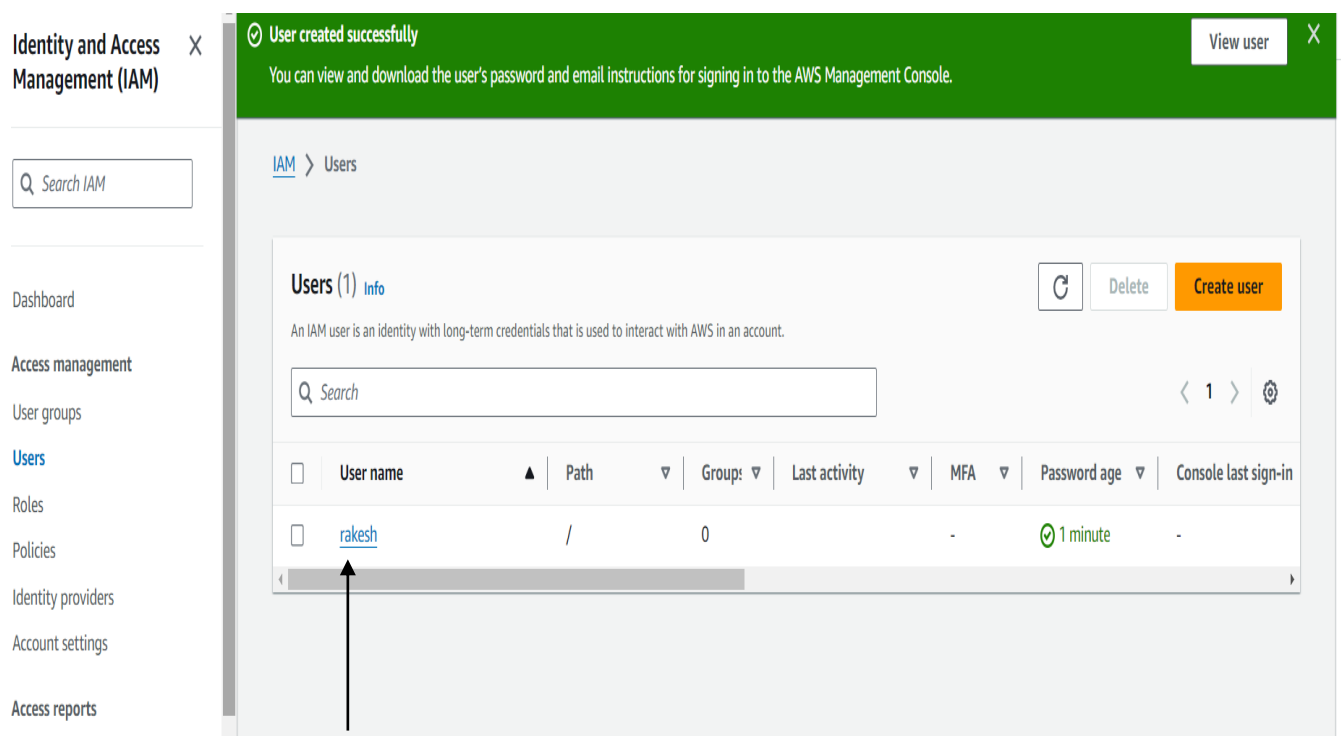 Identity and Access
Management (IAM)
Search IAM
Dashboard
Access management
User groups
Users
Roles
Policies
Identity providers
Account settings
Access reports
User created successfully
You can view and download the user's password and email instructions for signing in to the AWS Management Console.
View user
IAM > Users
Users (1) Info
Delete
Create user
An IAM user is an identity with long-term credentials that is used to interact with AWS in an account.
Search
1
User name Path Groups Last activity MFA Password age Console last sign-in
rakesh / 0 - 1 minute -